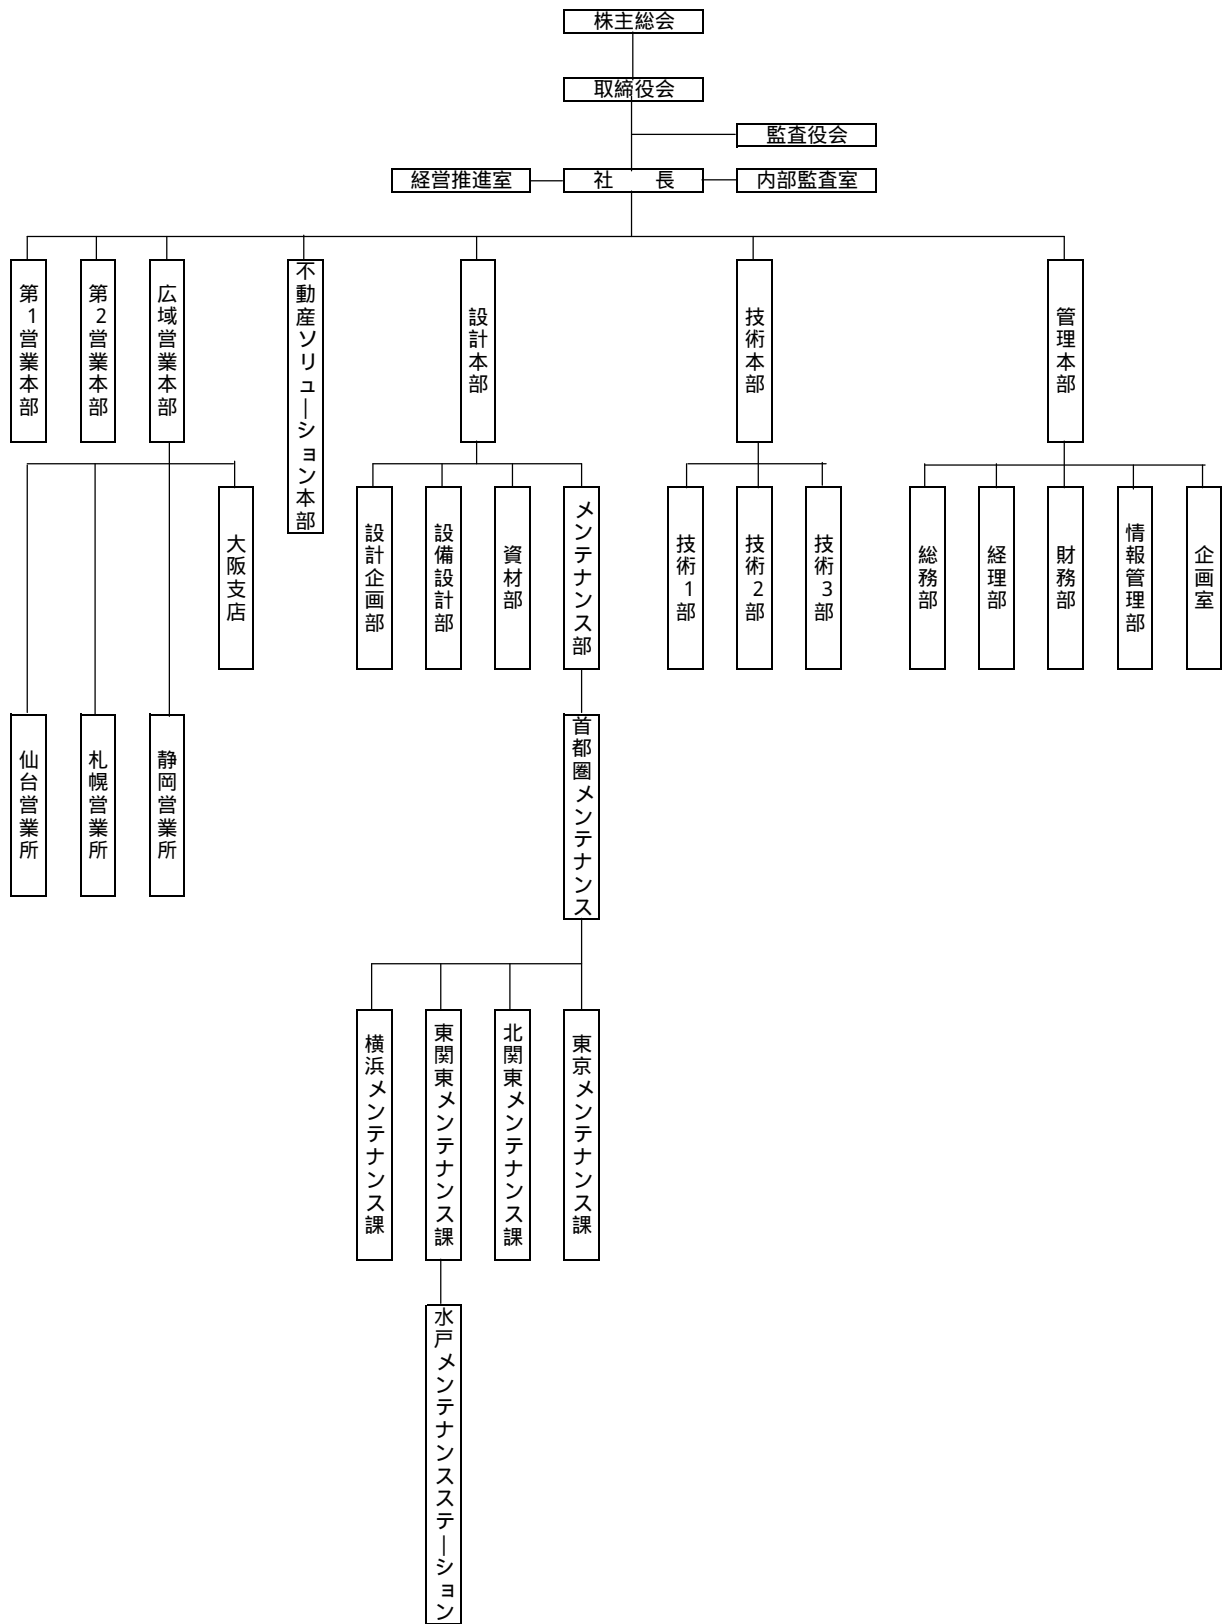 株主総会
取締役会
監査役会
経営推進室
社　　長
内部監査室
第1営業本部
第2営業本部
広域営業本部
不動産ソリューション本部
設計本部
技術本部
管理本部
大阪支店
設計企画部
設備設計部
資材部
メンテナンス部
技術1部
技術2部
技術3部
総務部
経理部
財務部
情報管理部
企画室
仙台営業所
札幌営業所
静岡営業所
首都圏メンテナンス
横浜メンテナンス課
東関東メンテナンス課
北関東メンテナンス課
東京メンテナンス課
水戸メンテナンスステーション